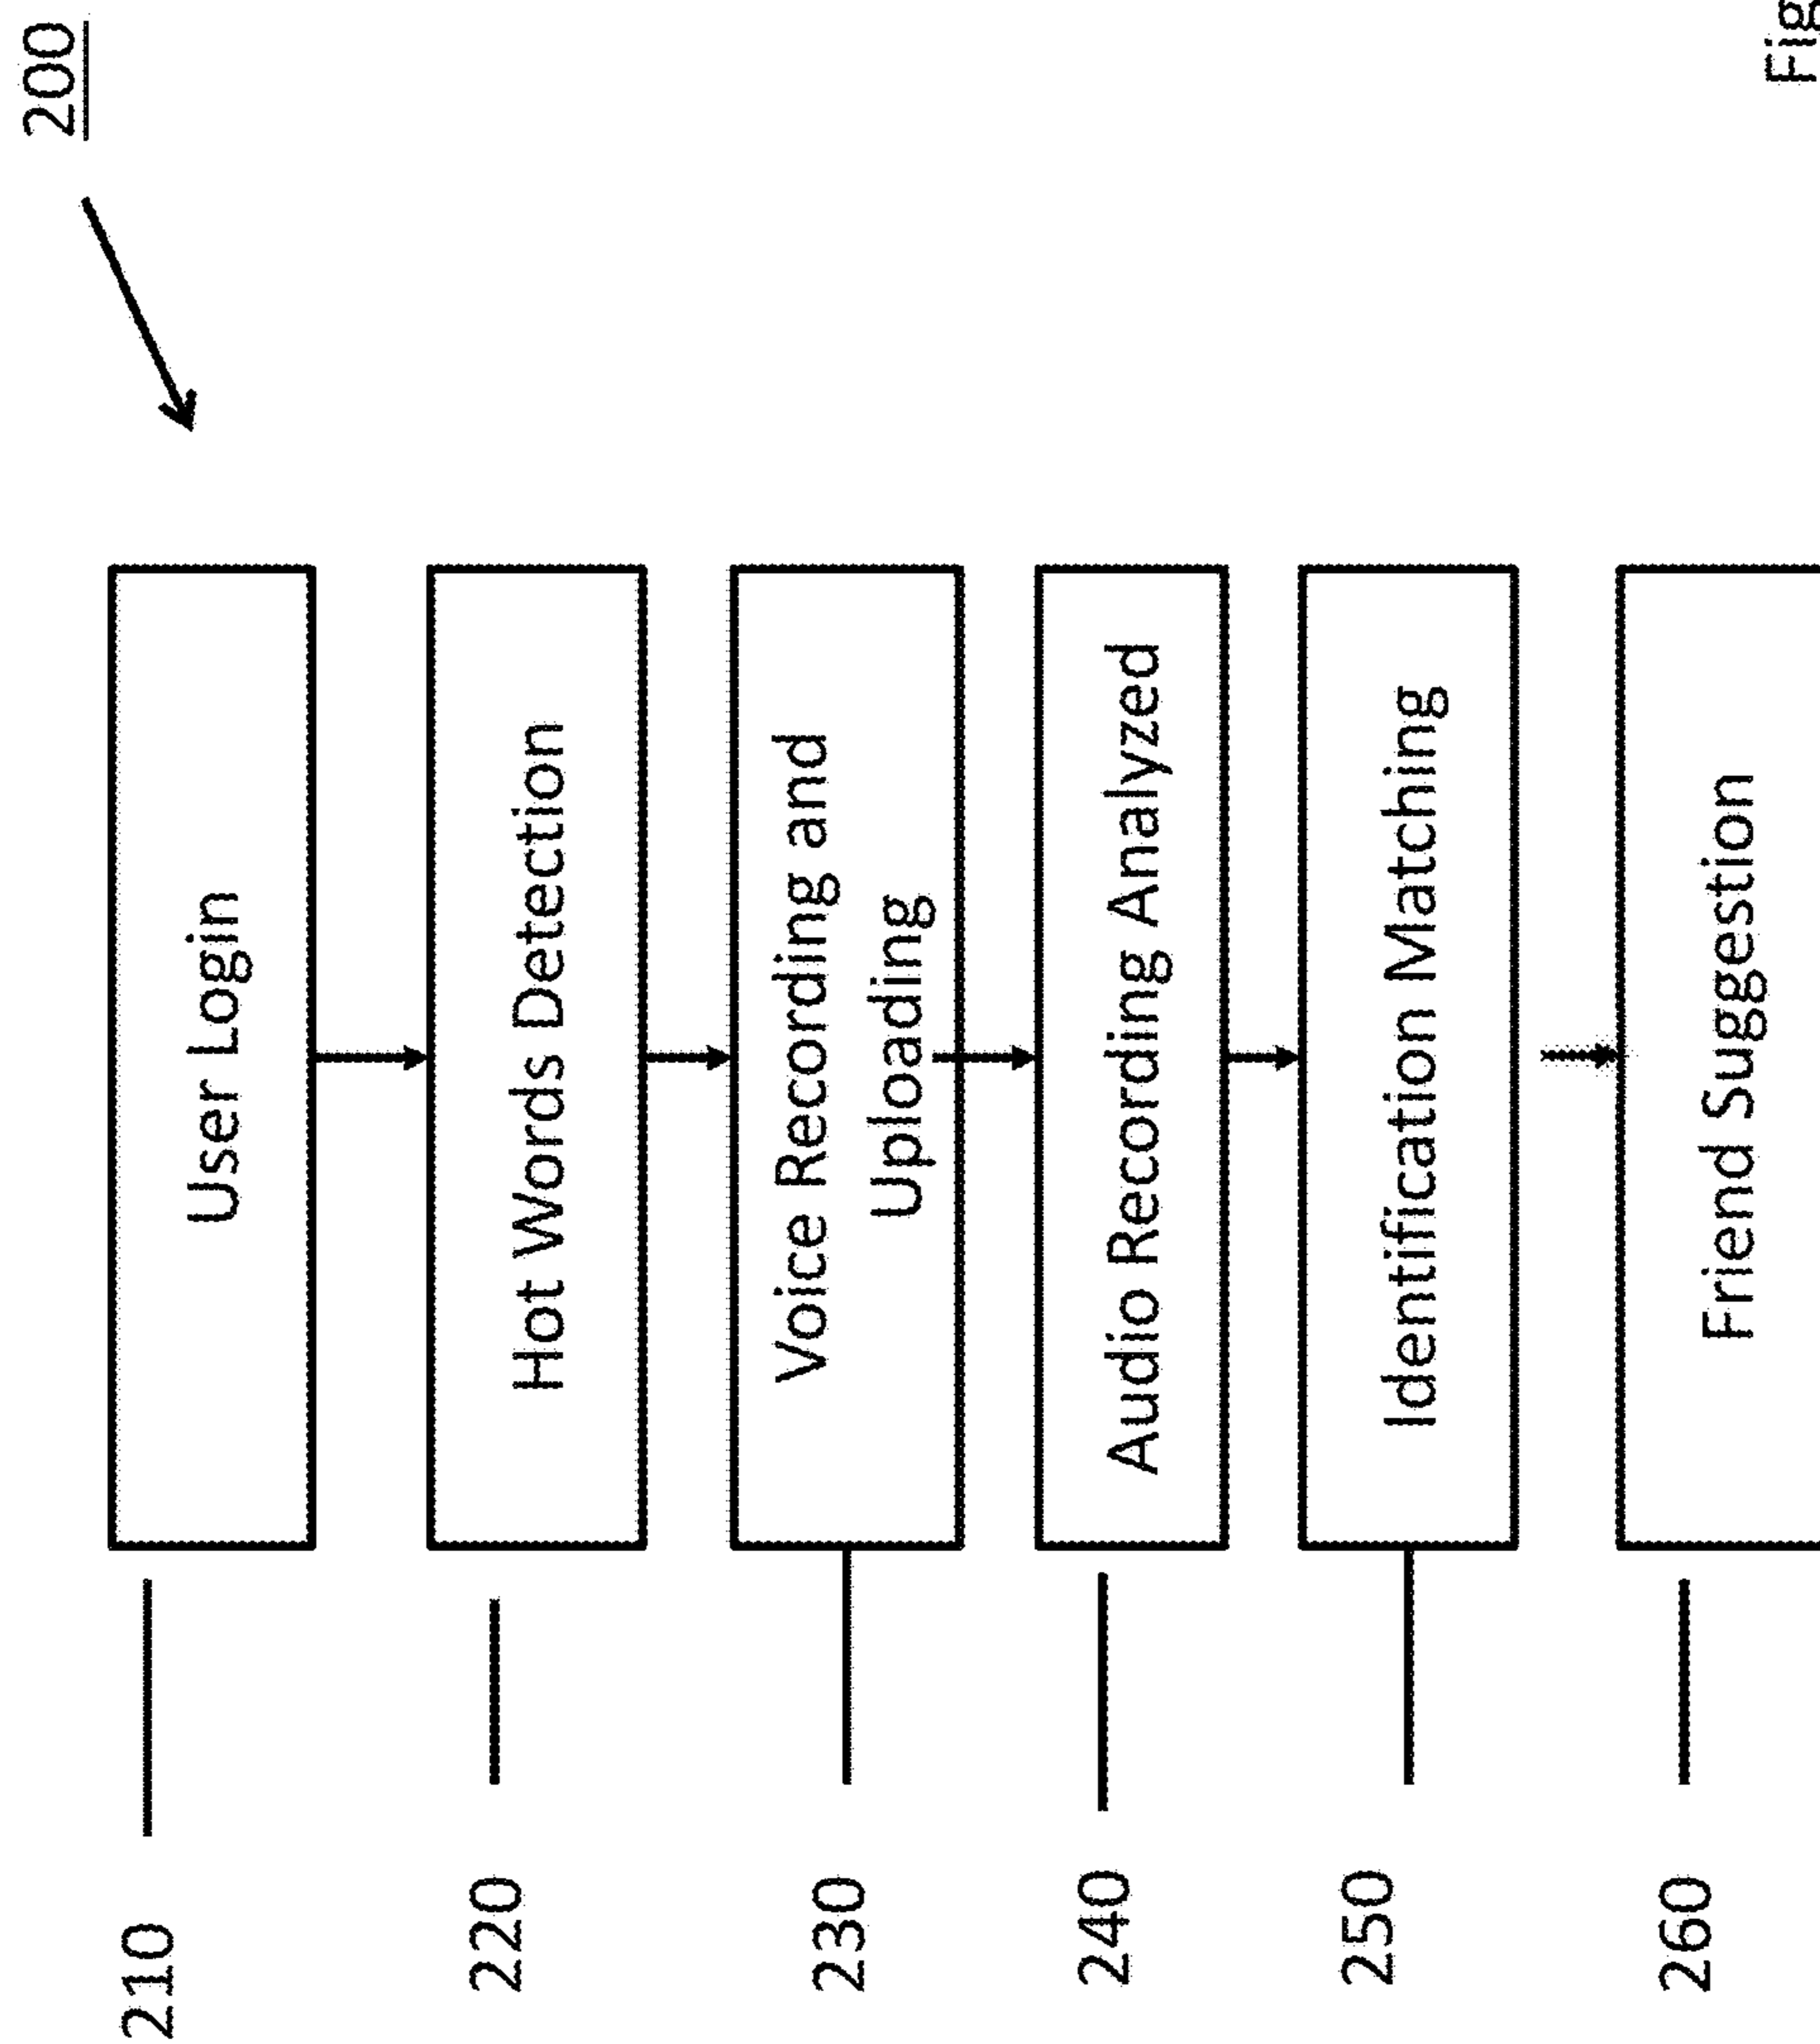 200
210
User Login
220
Hot Words Detection
230
Voice Recording and
Uploading
240
Audio Recording Analyzed
250
Identification Matching
260
Friend Suggestion
Fig